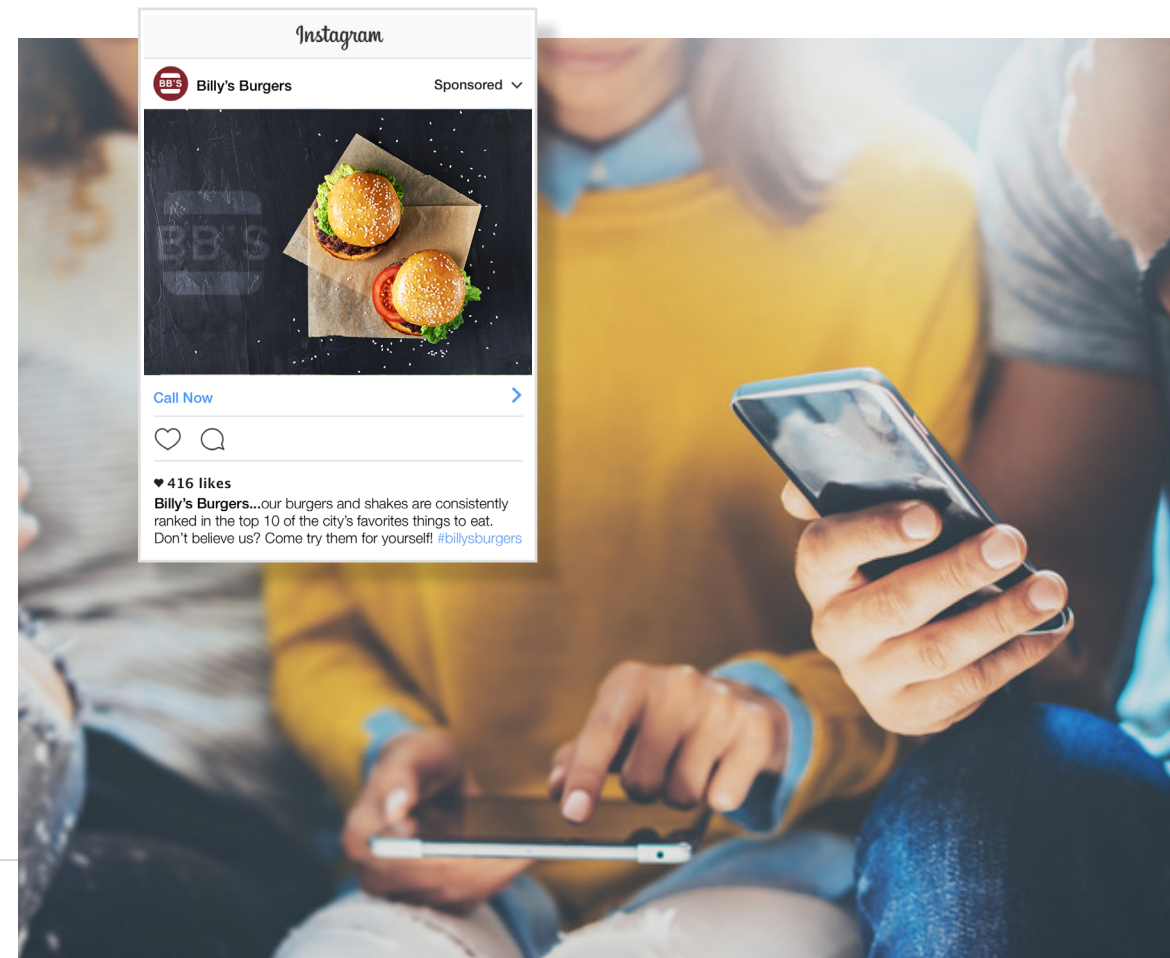 Instagram
BB'S
Billy's Burgers
Sponsored
BB'S
Call Now
416 likes
Billy's Burgers...our burgers and shakes are consistently
ranked in the top 10 of the city's favorites things to eat.
Don't believe us? Come try them for yourself! #billysburgers